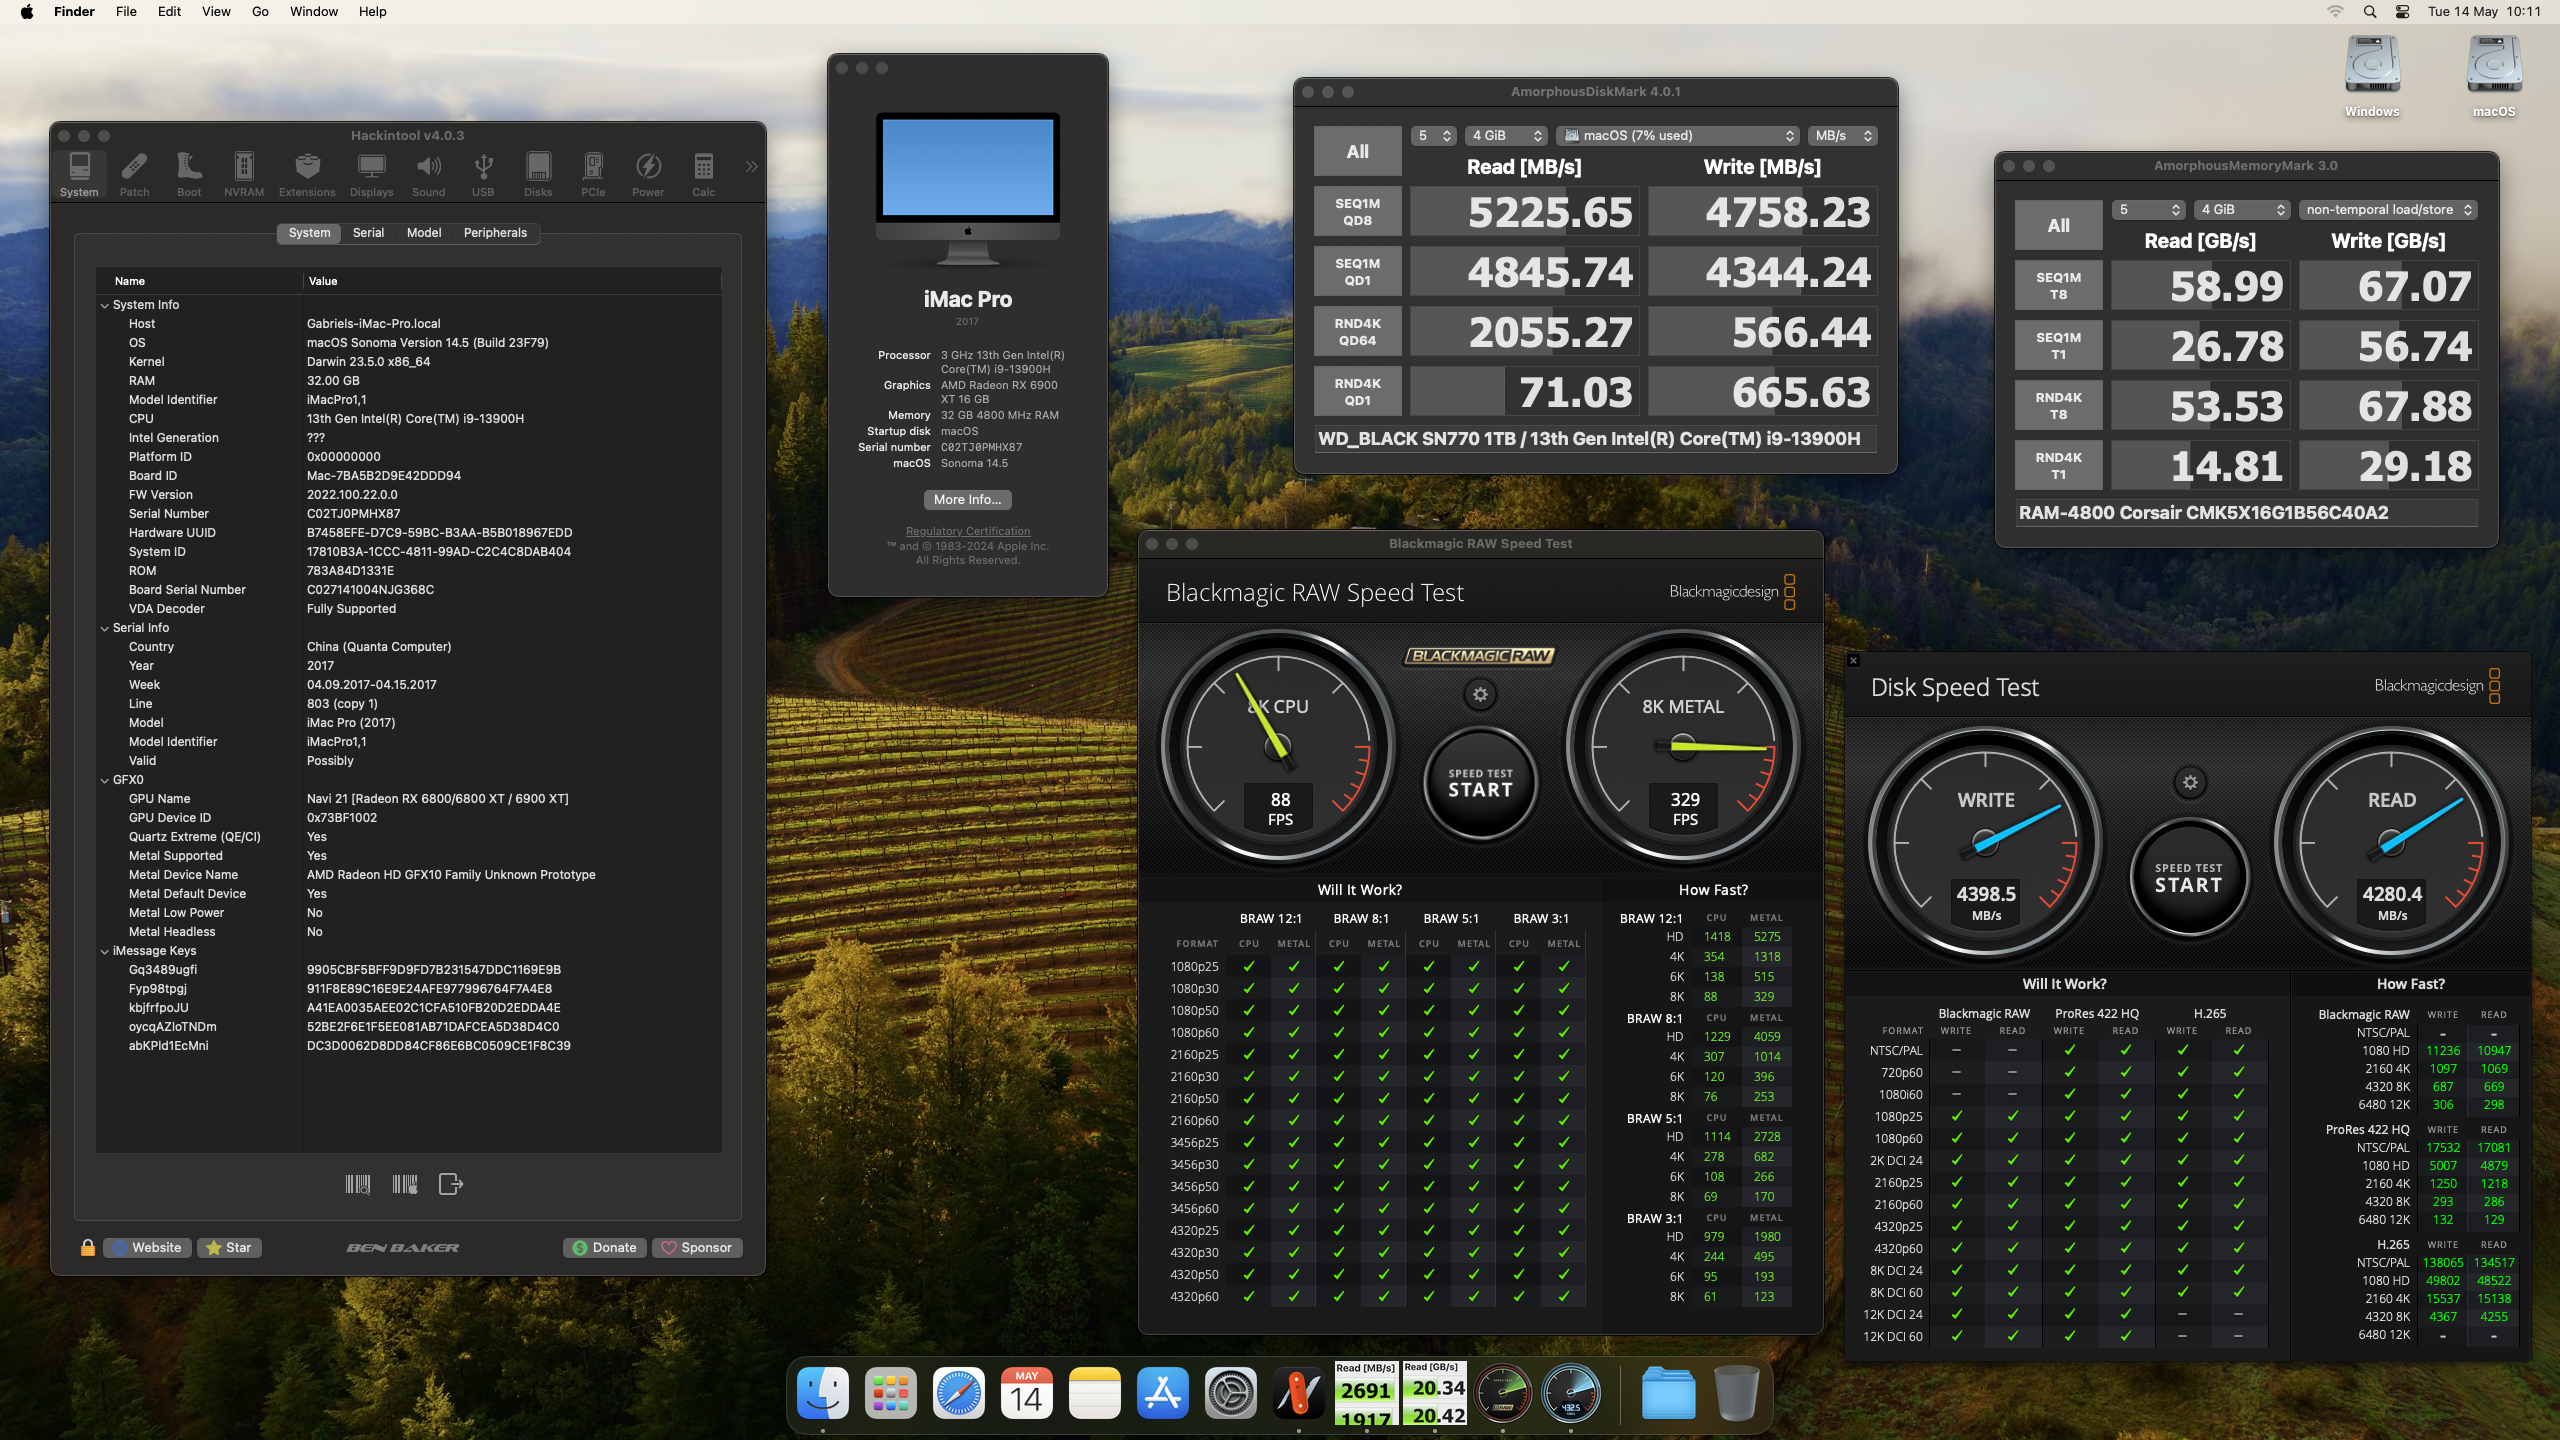 Finder File Edit View Go Window Help
Tue 14 May 10:11
Windows
macOS
Hackintool v4.0.3
System Patch Boot NVRAM Extensions Displays Sound USB Disks PCIe Power Calc
System Serial Model Peripherals
Name Value
System Info
Host Gabriels-iMac-Pro.local
OS macOS Sonoma Version 14.5 (Build 23F79)
Kernel Darwin 23.5.0 x86_64
RAM 32.00 GB
Model Identifier iMacPro1,1
CPU 13th Gen Intel(R) Core(TM) i9-13900H
Intel Generation ???
Platform ID 0x00000000
Board ID Mac-7BA5B2D9E42DDD94
FW Version 2022.100.22.0.0
Serial Number C02TJ0PMHX87
Hardware UUID B7458EFE-D7C9-59BC-B3AA-B5B018967EDD
System ID 17810B3A-1CCC-4811-99AD-C2C4C8DAB404
ROM 783A84D1331E
Board Serial Number C027141004NJG368C
VDA Decoder Fully Supported
Serial Info
Country China (Quanta Computer)
Year 2017
Week 04.09.2017-04.15.2017
Line 803 (copy 1)
Model iMac Pro (2017)
Model Identifier iMacPro1,1
Valid Possibly
GFX0
GPU Name Navi 21 [Radeon RX 6800/6800 XT / 6900 XT]
GPU Device ID 0x73BF1002
Quartz Extreme (QE/CI) Yes
Metal Supported Yes
Metal Device Name AMD Radeon HD GFX10 Family Unknown Prototype
Metal Default Device Yes
Metal Low Power No
Metal Headless No
iMessage Keys
Gq3489ugfi 9905CBF5BFF9D9FD7B231547DDC1169E9B
Fyp98tpgj 911F8E89C16E9E24AFE977996764F7A4E8
kbjfrfpoJU A41EA0035AEE02C1CFA510FB20D2EDDA4E
oycqAZloTNDm 52BE2F6E1F5EE081AB71DAFCEA5D38D4C0
abKPld1EcMni DC3D0062D8DD84CF86E6BC0509CE1F8C39
Website Star BEN BAKER Donate Sponsor
iMac Pro
2017
Processor 3 GHz 13th Gen Intel(R)
Core(TM) i9-13900H
Graphics AMD Radeon RX 6900
XT 16 GB
Memory 32 GB 4800 MHz RAM
Startup disk macOS
Serial number C02TJ0PMHX87
macOS Sonoma 14.5
More Info...
Regulatory Certification
™ and © 1983-2024 Apple Inc.
All Rights Reserved.
AmorphousDiskMark 4.0.1
All 5 4 GiB macOS (7% used) MB/s
Read [MB/s] Write [MB/s]
SEQ1M QD8 5225.65 4758.23
SEQ1M QD1 4845.74 4344.24
RND4K QD64 2055.27 566.44
RND4K QD1 71.03 665.63
WD_BLACK SN770 1TB / 13th Gen Intel(R) Core(TM) i9-13900H
AmorphousMemoryMark 3.0
All 5 4 GiB non-temporal load/store
Read [GB/s] Write [GB/s]
SEQ1M T8 58.99 67.07
SEQ1M T1 26.78 56.74
RND4K T8 53.53 67.88
RND4K T1 14.81 29.18
RAM-4800 Corsair CMK5X16G1B56C40A2
Blackmagic RAW Speed Test
Blackmagic RAW Speed Test Blackmagicdesign
BLACKMAGIC RAW
8K CPU
88
FPS
SPEED TEST
START
8K METAL
329
FPS
Will It Work?
BRAW 12:1 BRAW 8:1 BRAW 5:1 BRAW 3:1
FORMAT CPU METAL CPU METAL CPU METAL CPU METAL
1080p25 ✓ ✓ ✓ ✓ ✓ ✓ ✓ ✓
1080p30 ✓ ✓ ✓ ✓ ✓ ✓ ✓ ✓
1080p50 ✓ ✓ ✓ ✓ ✓ ✓ ✓ ✓
1080p60 ✓ ✓ ✓ ✓ ✓ ✓ ✓ ✓
2160p25 ✓ ✓ ✓ ✓ ✓ ✓ ✓ ✓
2160p30 ✓ ✓ ✓ ✓ ✓ ✓ ✓ ✓
2160p50 ✓ ✓ ✓ ✓ ✓ ✓ ✓ ✓
2160p60 ✓ ✓ ✓ ✓ ✓ ✓ ✓ ✓
3456p25 ✓ ✓ ✓ ✓ ✓ ✓ ✓ ✓
3456p30 ✓ ✓ ✓ ✓ ✓ ✓ ✓ ✓
3456p50 ✓ ✓ ✓ ✓ ✓ ✓ ✓ ✓
3456p60 ✓ ✓ ✓ ✓ ✓ ✓ ✓ ✓
4320p25 ✓ ✓ ✓ ✓ ✓ ✓ ✓ ✓
4320p30 ✓ ✓ ✓ ✓ ✓ ✓ ✓ ✓
4320p50 ✓ ✓ ✓ ✓ ✓ ✓ ✓ ✓
4320p60 ✓ ✓ ✓ ✓ ✓ ✓ ✓ ✓
How Fast?
BRAW 12:1 CPU METAL
HD 1418 5275
4K 354 1318
6K 138 515
8K 88 329
BRAW 8:1 CPU METAL
HD 1229 4059
4K 307 1014
6K 120 396
8K 76 253
BRAW 5:1 CPU METAL
HD 1114 2728
4K 278 682
6K 108 266
8K 69 170
BRAW 3:1 CPU METAL
HD 979 1980
4K 244 495
6K 95 193
8K 61 123
Disk Speed Test Blackmagicdesign
WRITE
4398.5
MB/s
SPEED TEST
START
READ
4280.4
MB/s
Will It Work?
Blackmagic RAW ProRes 422 HQ H.265
FORMAT WRITE READ WRITE READ WRITE READ
NTSC/PAL – – ✓ ✓ ✓ ✓
720p60 – – ✓ ✓ ✓ ✓
1080i60 – – ✓ ✓ ✓ ✓
1080p25 ✓ ✓ ✓ ✓ ✓ ✓
1080p60 ✓ ✓ ✓ ✓ ✓ ✓
2K DCI 24 ✓ ✓ ✓ ✓ ✓ ✓
2160p25 ✓ ✓ ✓ ✓ ✓ ✓
2160p60 ✓ ✓ ✓ ✓ ✓ ✓
4320p25 ✓ ✓ ✓ ✓ ✓ ✓
4320p60 ✓ ✓ ✓ ✓ ✓ ✓
8K DCI 24 ✓ ✓ ✓ ✓ ✓ ✓
8K DCI 60 ✓ ✓ ✓ ✓ ✓ ✓
12K DCI 24 ✓ ✓ ✓ ✓ – –
12K DCI 60 ✓ ✓ ✓ ✓ – –
How Fast?
Blackmagic RAW WRITE READ
NTSC/PAL - -
1080 HD 11236 10947
2160 4K 1097 1069
4320 8K 687 669
6480 12K 306 298
ProRes 422 HQ WRITE READ
NTSC/PAL 17532 17081
1080 HD 5007 4879
2160 4K 1250 1218
4320 8K 293 286
6480 12K 132 129
H.265 WRITE READ
NTSC/PAL 138065 134517
1080 HD 49802 48522
2160 4K 15537 15138
4320 8K 4367 4255
6480 12K - -
MAY
14
Read [MB/s]
2691
1917
Read [GB/s]
20.34
20.42
432.5